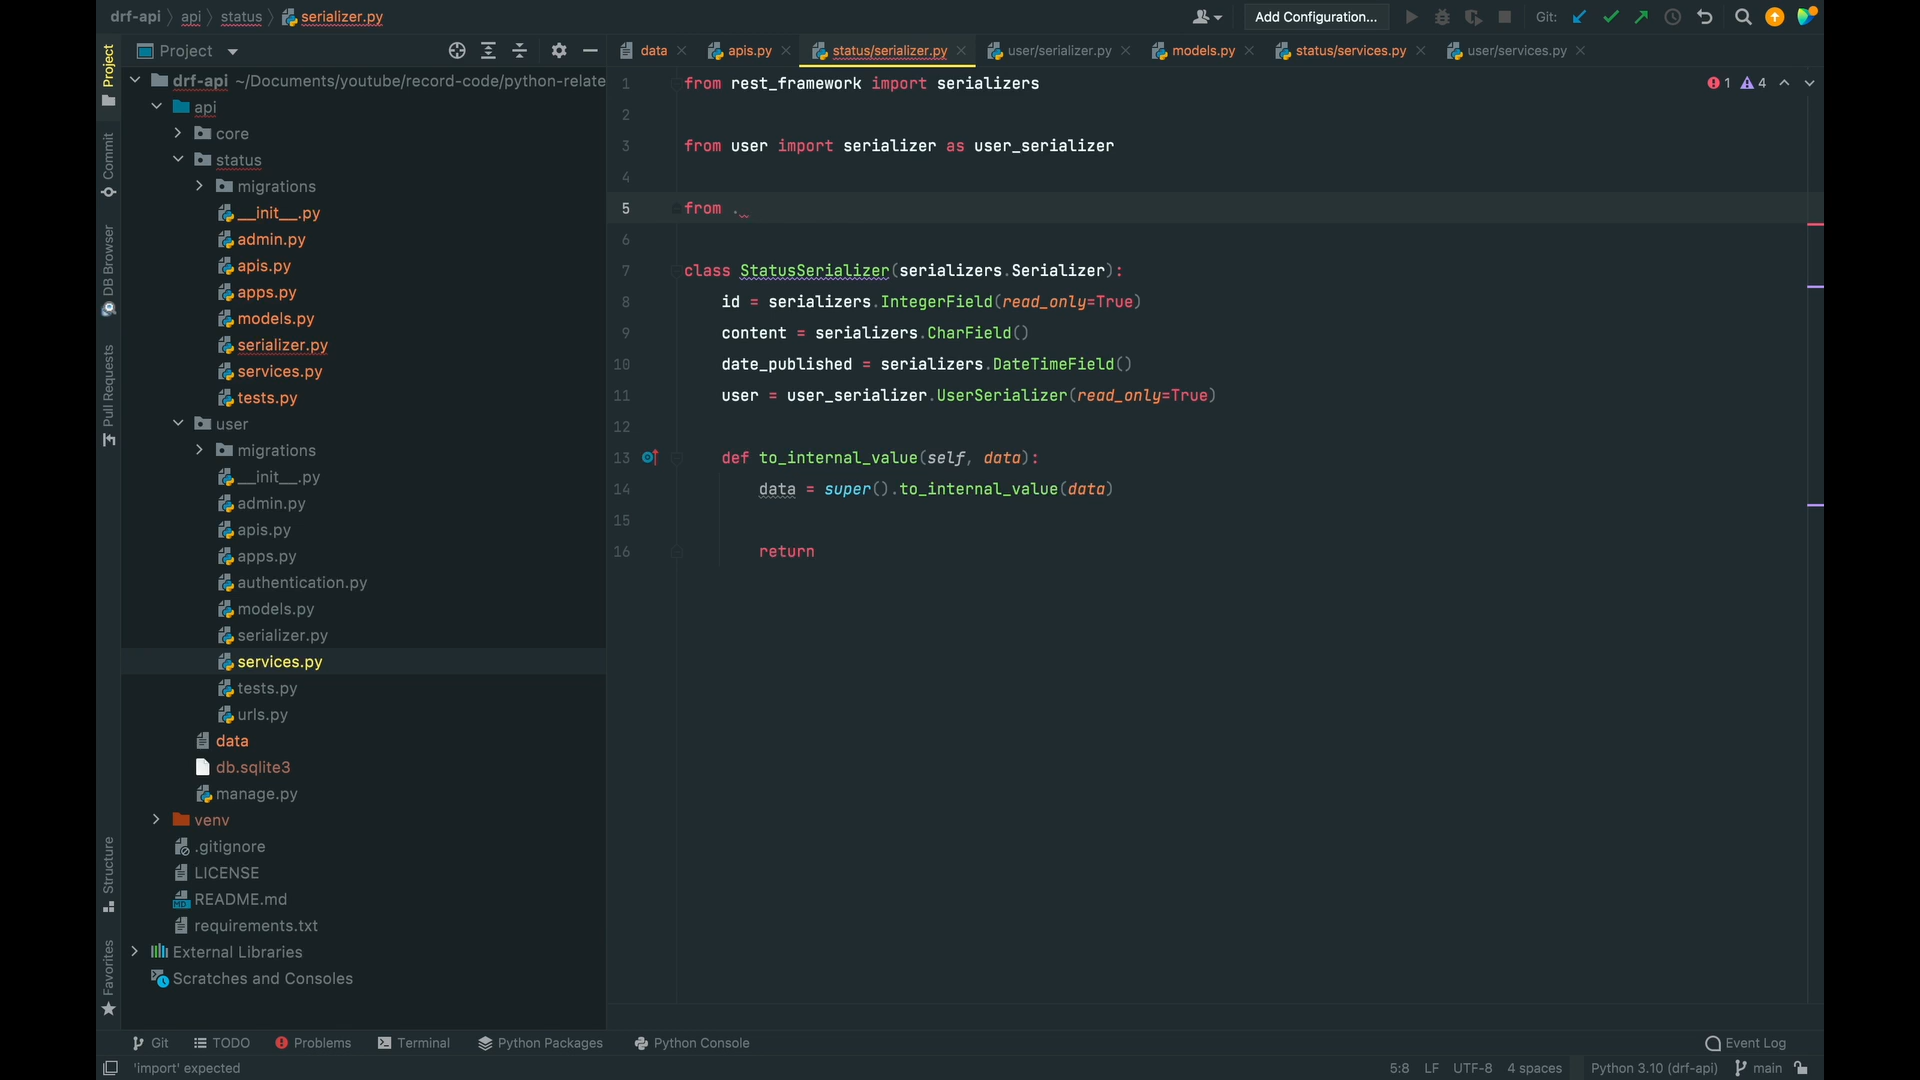 drf-api
api
status
serializer.py
Add Configuration...
Git:
Project
data
apis.py
status/serializer.py
user/serializer.py
models.py
status/services.py
user/services.py
Project
Commit
DB Browser
Pull Requests
Structure
Favorites
drf-api ~/Documents/youtube/record-code/python-relate
api
core
status
migrations
__init__.py
admin.py
apis.py
apps.py
models.py
serializer.py
services.py
tests.py
user
migrations
__init__.py
admin.py
apis.py
apps.py
authentication.py
models.py
serializer.py
services.py
tests.py
urls.py
data
db.sqlite3
manage.py
venv
.gitignore
LICENSE
README.md
requirements.txt
External Libraries
Scratches and Consoles
1 from rest_framework import serializers
2
3 from user import serializer as user_serializer
4
5 from .
6
7 class StatusSerializer(serializers.Serializer):
8 id = serializers.IntegerField(read_only=True)
9 content = serializers.CharField()
10 date_published = serializers.DateTimeField()
11 user = user_serializer.UserSerializer(read_only=True)
12
13 def to_internal_value(self, data):
14 data = super().to_internal_value(data)
15
16 return
1 4
Git
TODO
Problems
Terminal
Python Packages
Python Console
Event Log
'import' expected
5:8 LF UTF-8 4 spaces Python 3.10 (drf-api) main